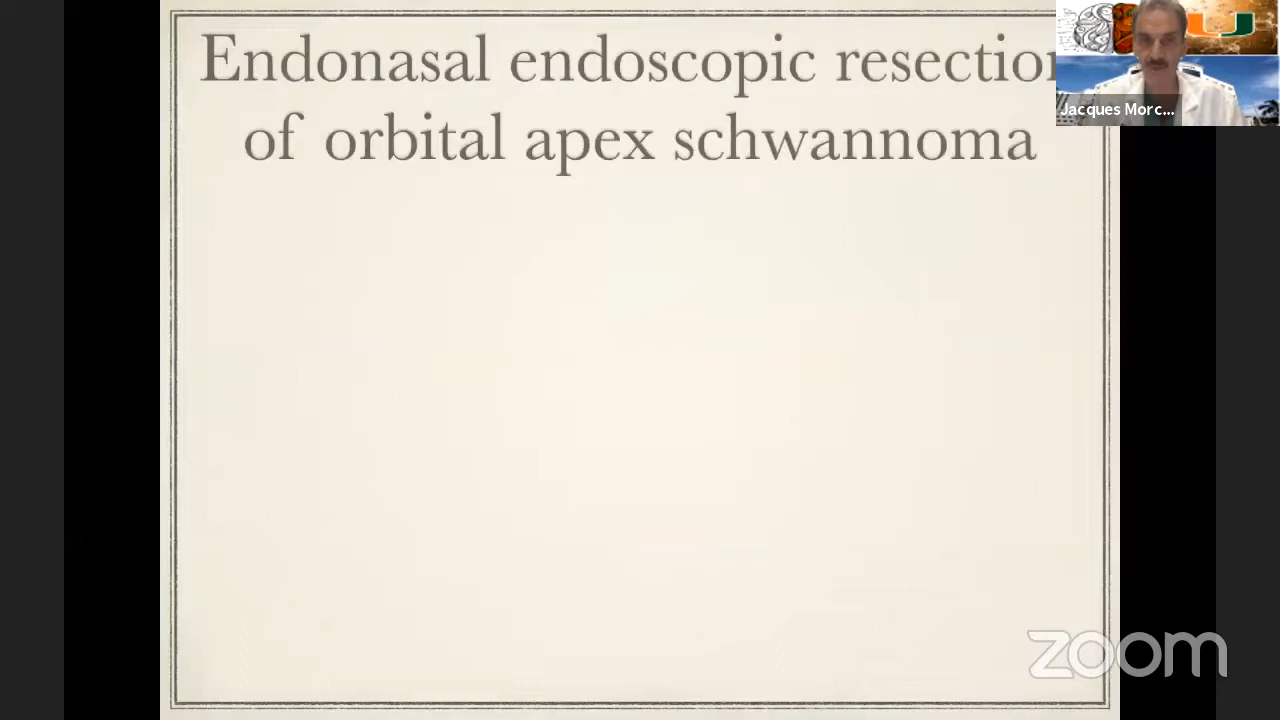 Endonasal endoscopic resection
of orbital apex schwannoma
Jacques Morc...
zoom